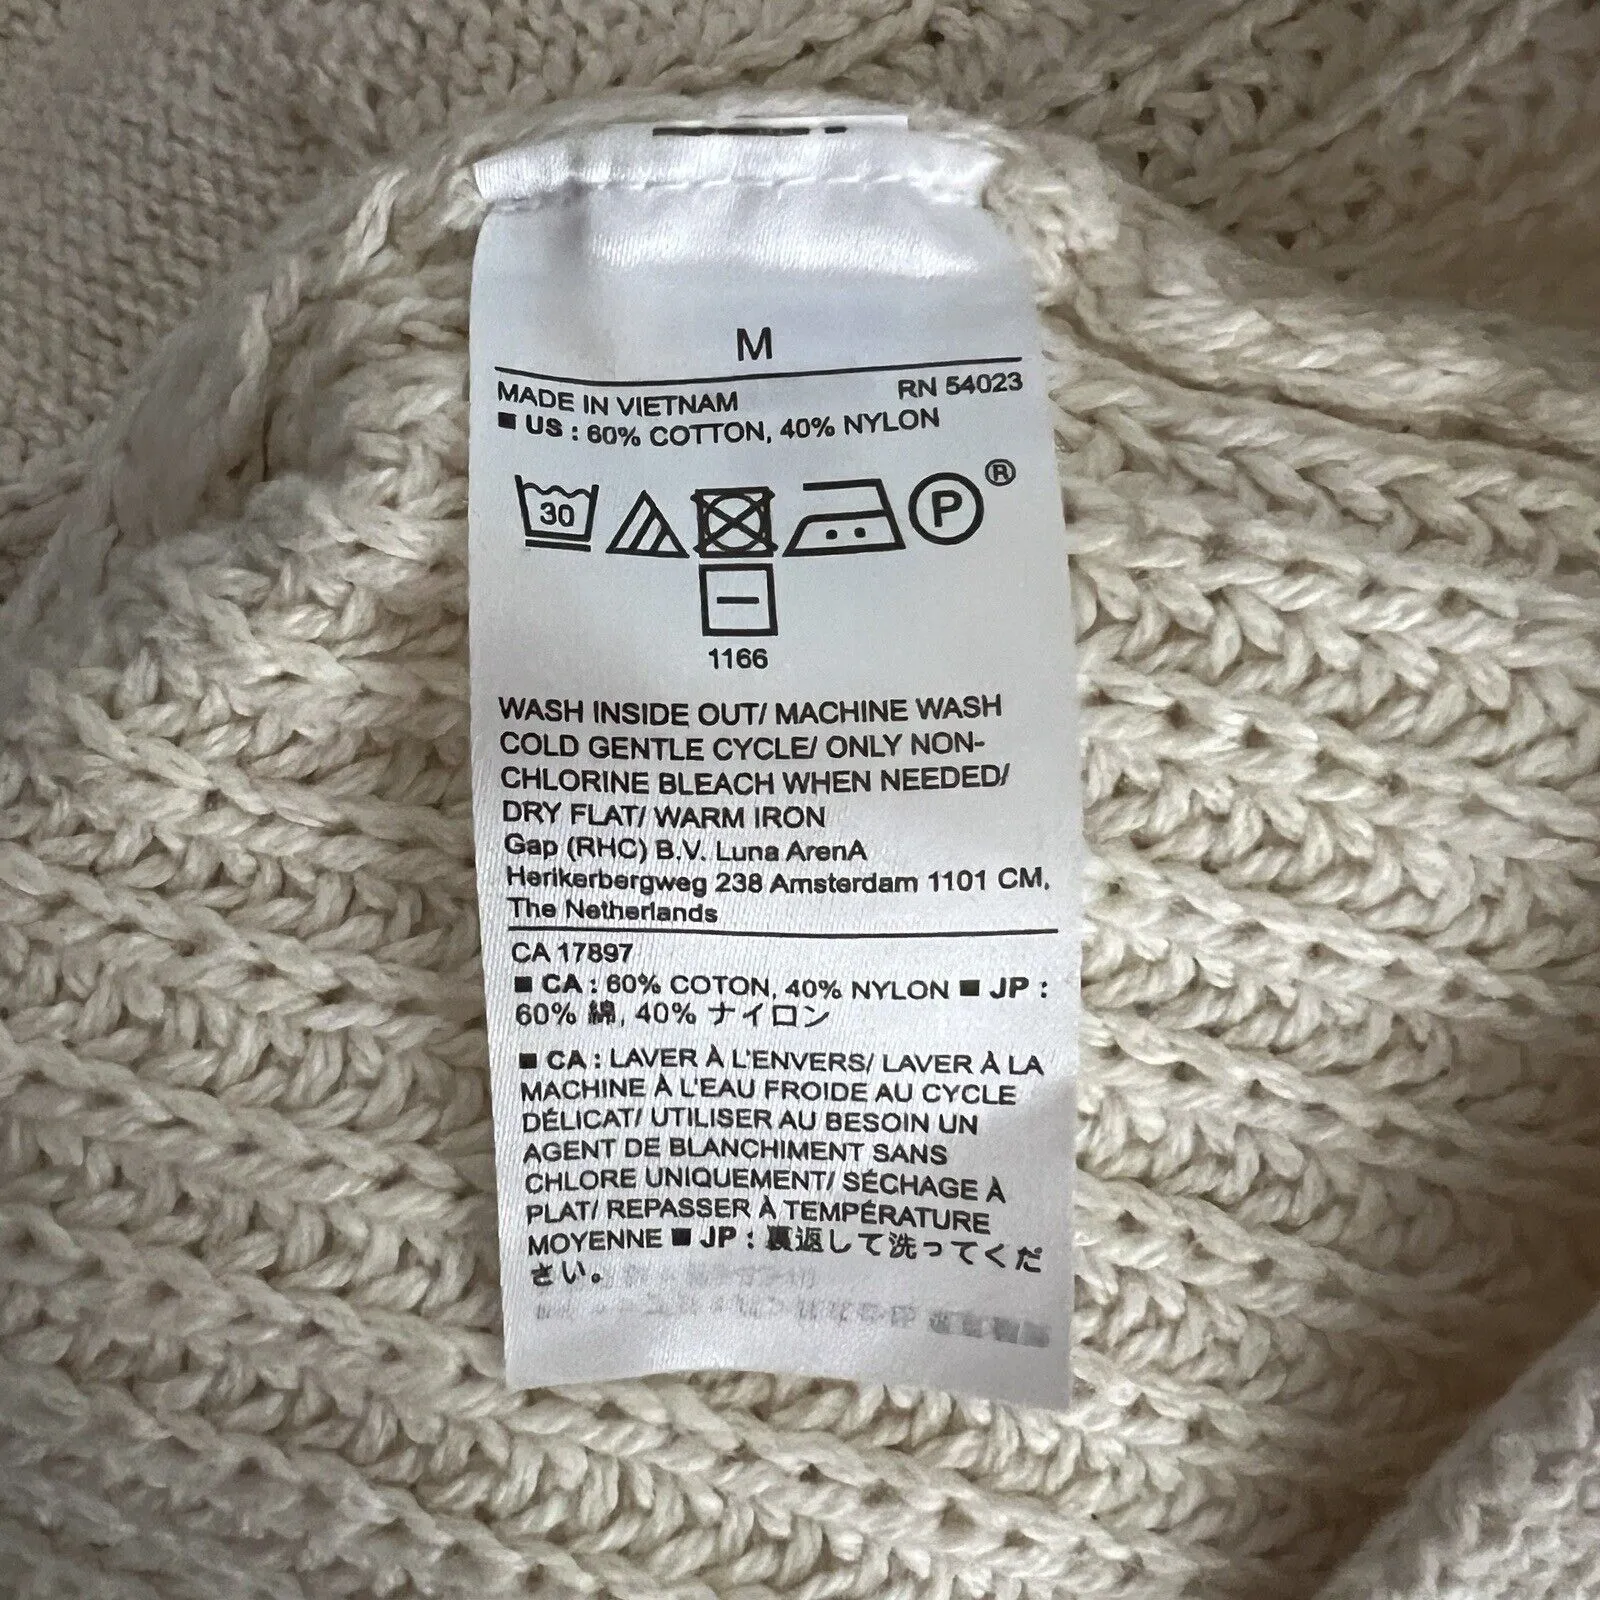 M
MADE IN VIETNAM RN 54023
■ US : 60% COTTON, 40% NYLON
30 P ®
1166
WASH INSIDE OUT/ MACHINE WASH
COLD GENTLE CYCLE/ ONLY NON-
CHLORINE BLEACH WHEN NEEDED/
DRY FLAT/ WARM IRON
Gap (RHC) B.V. Luna ArenA
Herikerbergweg 238 Amsterdam 1101 CM,
The Netherlands
CA 17897
■ CA : 60% COTON, 40% NYLON ■ JP :
60% 綿, 40% ナイロン
■ CA : LAVER À L'ENVERS/ LAVER À LA
MACHINE À L'EAU FROIDE AU CYCLE
DÉLICAT/ UTILISER AU BESOIN UN
AGENT DE BLANCHIMENT SANS
CHLORE UNIQUEMENT/ SÉCHAGE À
PLAT/ REPASSER À TEMPÉRATURE
MOYENNE ■ JP : 裏返して洗ってくだ
さい。